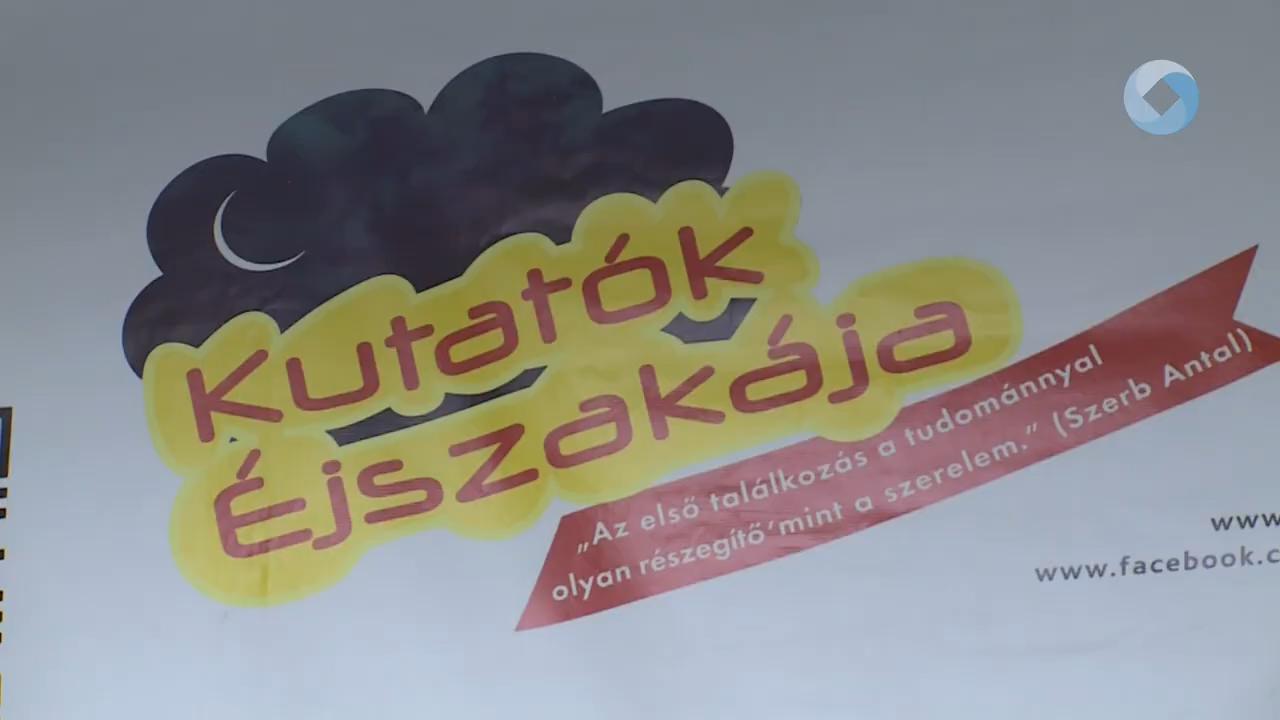 Kutatók
Éjszakája
„Az első találkozás a tudománnyal
olyan részegítő mint a szerelem.” (Szerb Antal)
www
www.facebook.c